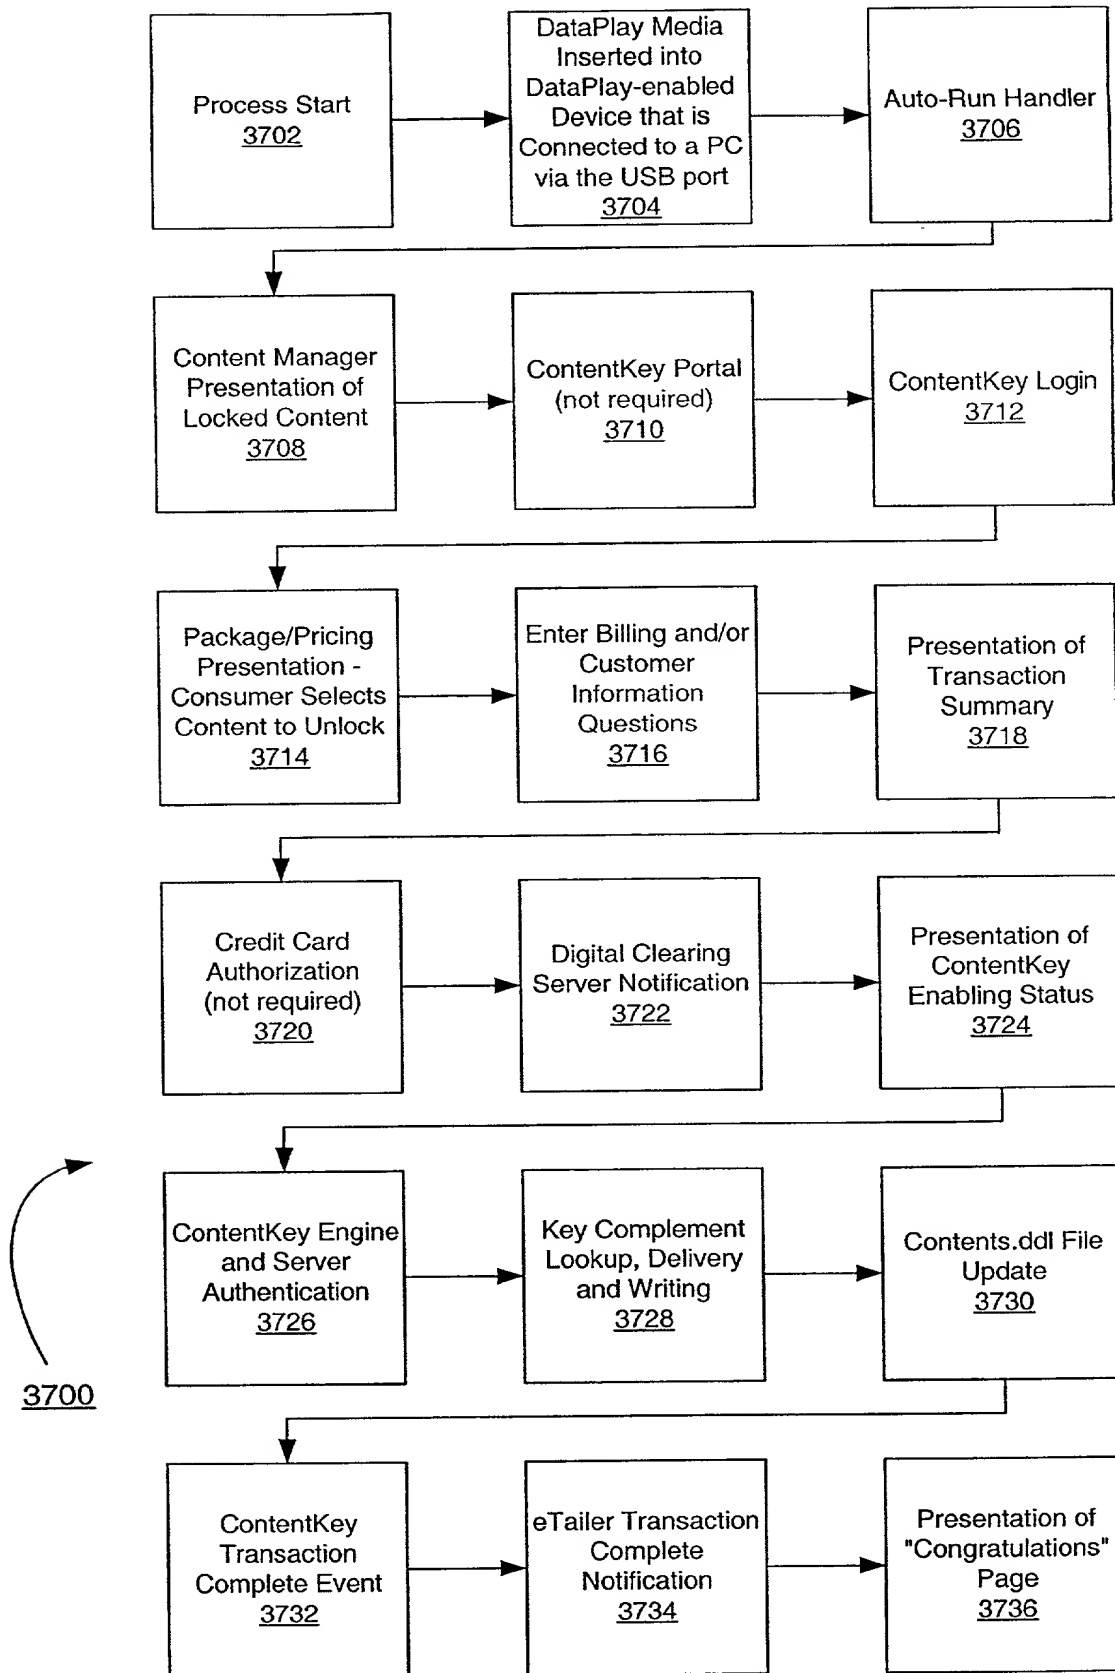 Process Start
3702
DataPlay Media
Inserted into
DataPlay-enabled
Device that is
Connected to a PC
via the USB port
3704
Auto-Run Handler
3706
Content Manager
Presentation of
Locked Content
3708
ContentKey Portal
(not required)
3710
ContentKey Login
3712
Package/Pricing
Presentation -
Consumer Selects
Content to Unlock
3714
Enter Billing and/or
Customer
Information
Questions
3716
Presentation of
Transaction
Summary
3718
Credit Card
Authorization
(not required)
3720
Digital Clearing
Server Notification
3722
Presentation of
ContentKey
Enabling Status
3724
ContentKey Engine
and Server
Authentication
3726
Key Complement
Lookup, Delivery
and Writing
3728
Contents.ddl File
Update
3730
3700
ContentKey
Transaction
Complete Event
3732
eTailer Transaction
Complete
Notification
3734
Presentation of
"Congratulations"
Page
3736